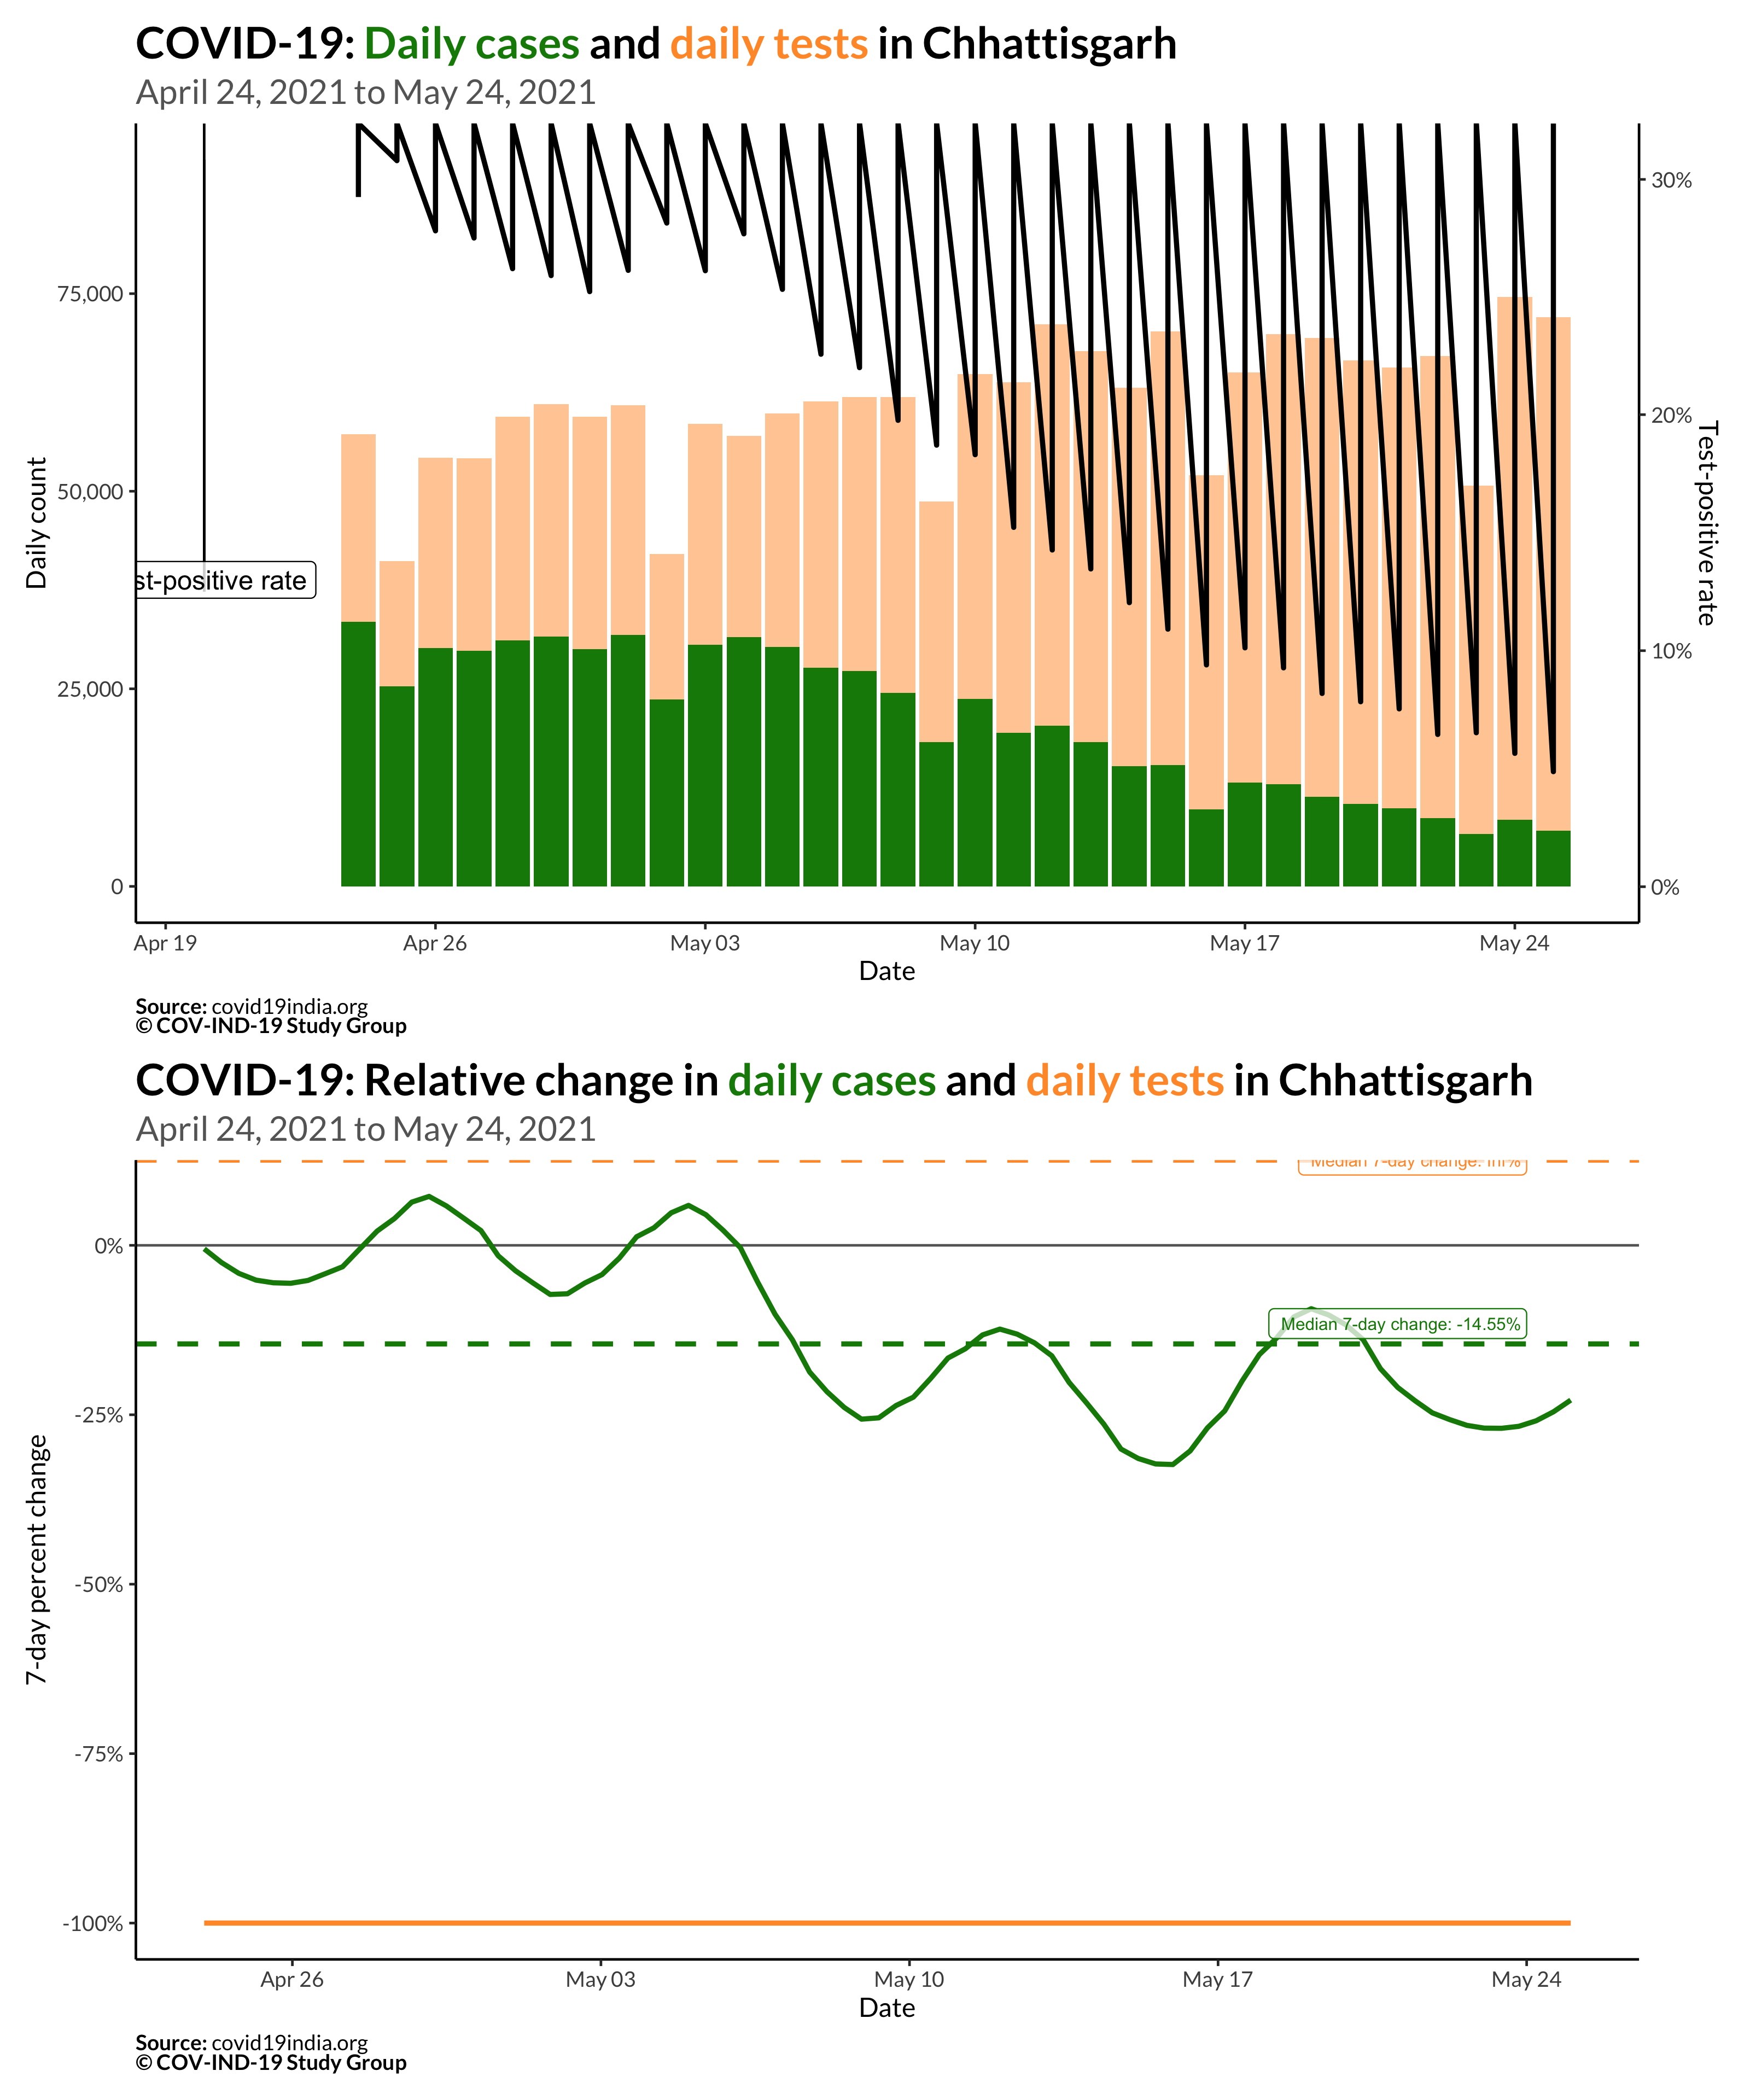 COVID-19: Daily cases and daily tests in Chhattisgarh
April 24, 2021 to May 24, 2021
30%
75,000
20%
Daily count
50,000
Test-positive rate
st-positive rate
10%
25,000
0
0%
Apr 19
Apr 26
May 03
May 10
May 17
May 24
Date
Source: covid19india.org
© COV-IND-19 Study Group
COVID-19: Relative change in daily cases and daily tests in Chhattisgarh
April 24, 2021 to May 24, 2021
Median 7-day change: Inf%
0%
Median 7-day change: -14.55%
-25%
7-day percent change
-50%
-75%
-100%
Apr 26
May 03
May 10
May 17
May 24
Date
Source: covid19india.org
© COV-IND-19 Study Group